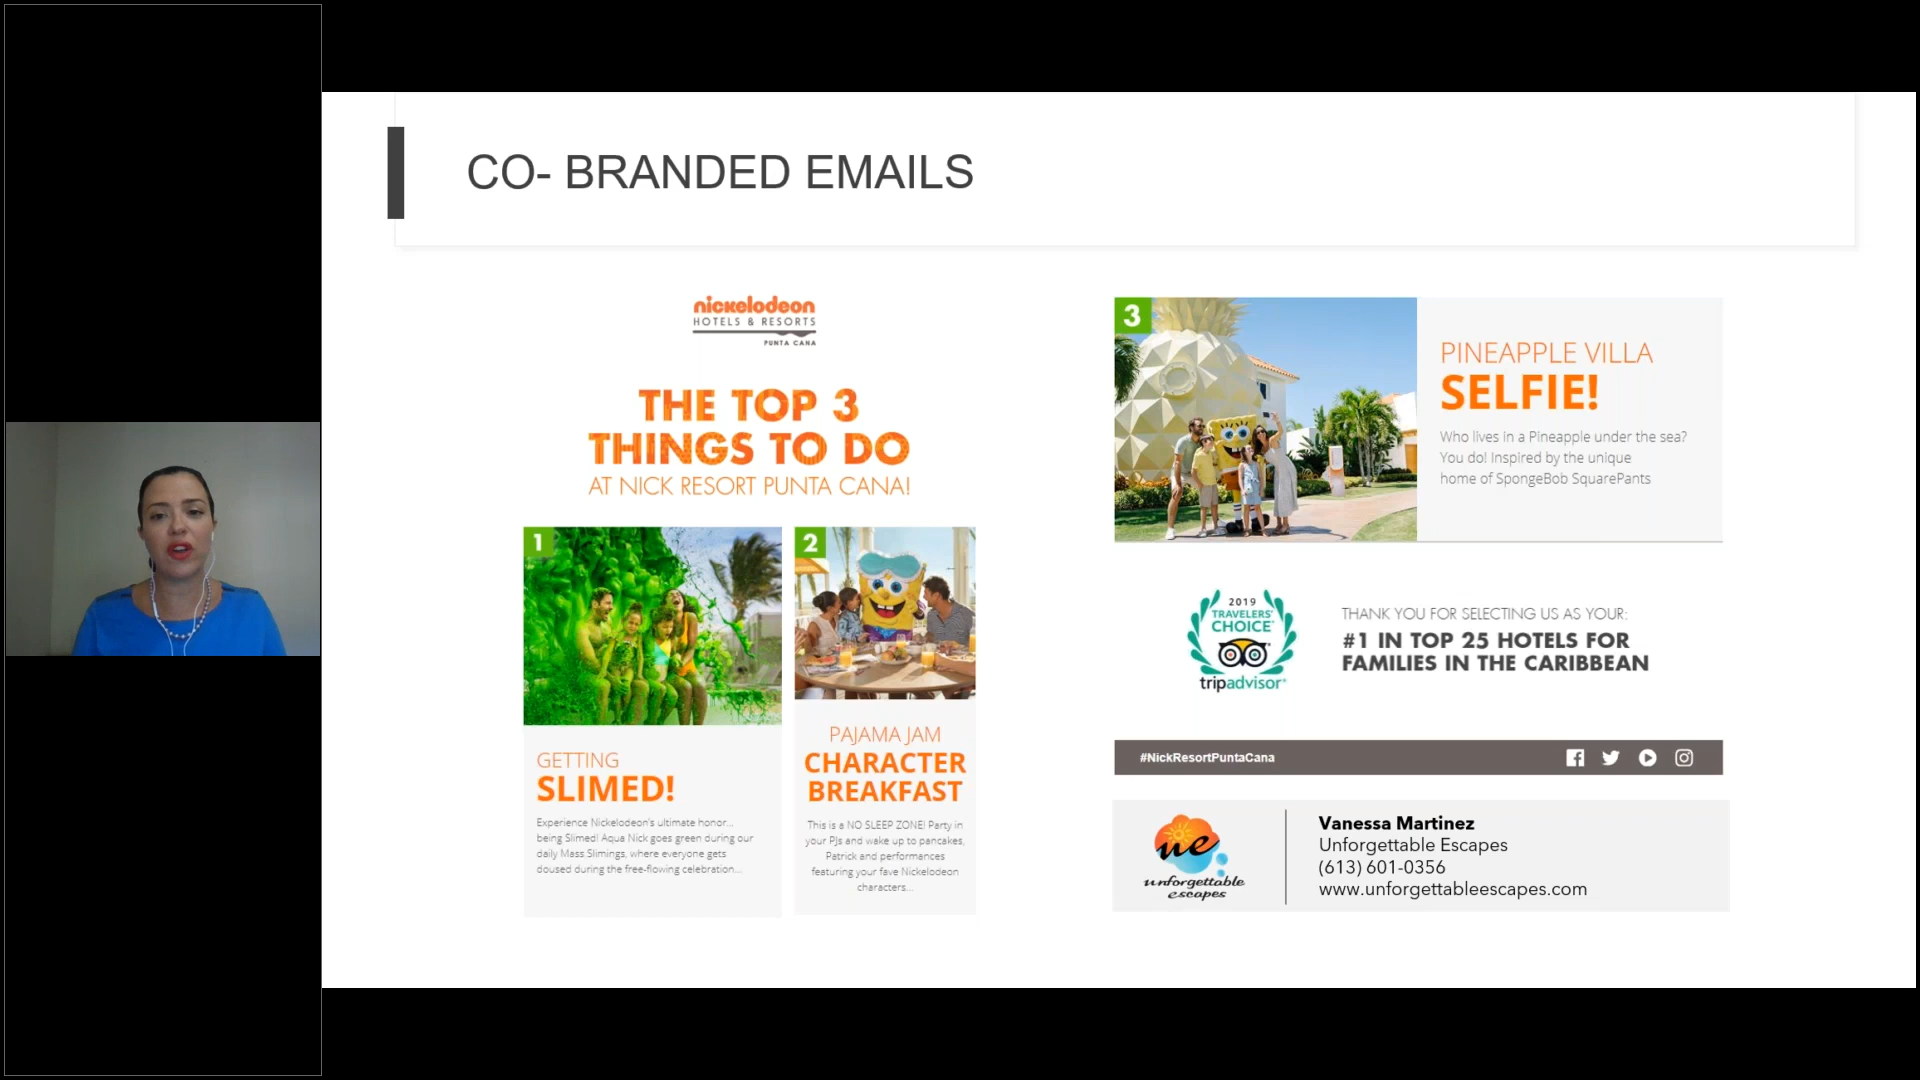 CO- BRANDED EMAILS
nickelodeon
HOTELS & RESORTS
PUNTA CANA
THE TOP 3
THINGS TO DO
AT NICK RESORT PUNTA CANA!
1
GETTING
SLIMED!
Experience Nickelodeon's ultimate honor...
being Slimed! Aqua Nick goes green during our
daily Mass Slimings, where everyone gets
doused during the free-flowing celebration...
2
PAJAMA JAM
CHARACTER
BREAKFAST
This is a NO SLEEP ZONE! Party in
your PJs and wake up to pancakes,
Patrick and performances
featuring your fave Nickelodeon
characters...
3
PINEAPPLE VILLA
SELFIE!
Who lives in a Pineapple under the sea?
You do! Inspired by the unique
home of SpongeBob SquarePants
2019
TRAVELERS'
CHOICE
tripadvisor
THANK YOU FOR SELECTING US AS YOUR:
#1 IN TOP 25 HOTELS FOR
FAMILIES IN THE CARIBBEAN
#NickResortPuntaCana
ue
unforgettable
escapes
Vanessa Martinez
Unforgettable Escapes
(613) 601-0356
www.unforgettableescapes.com